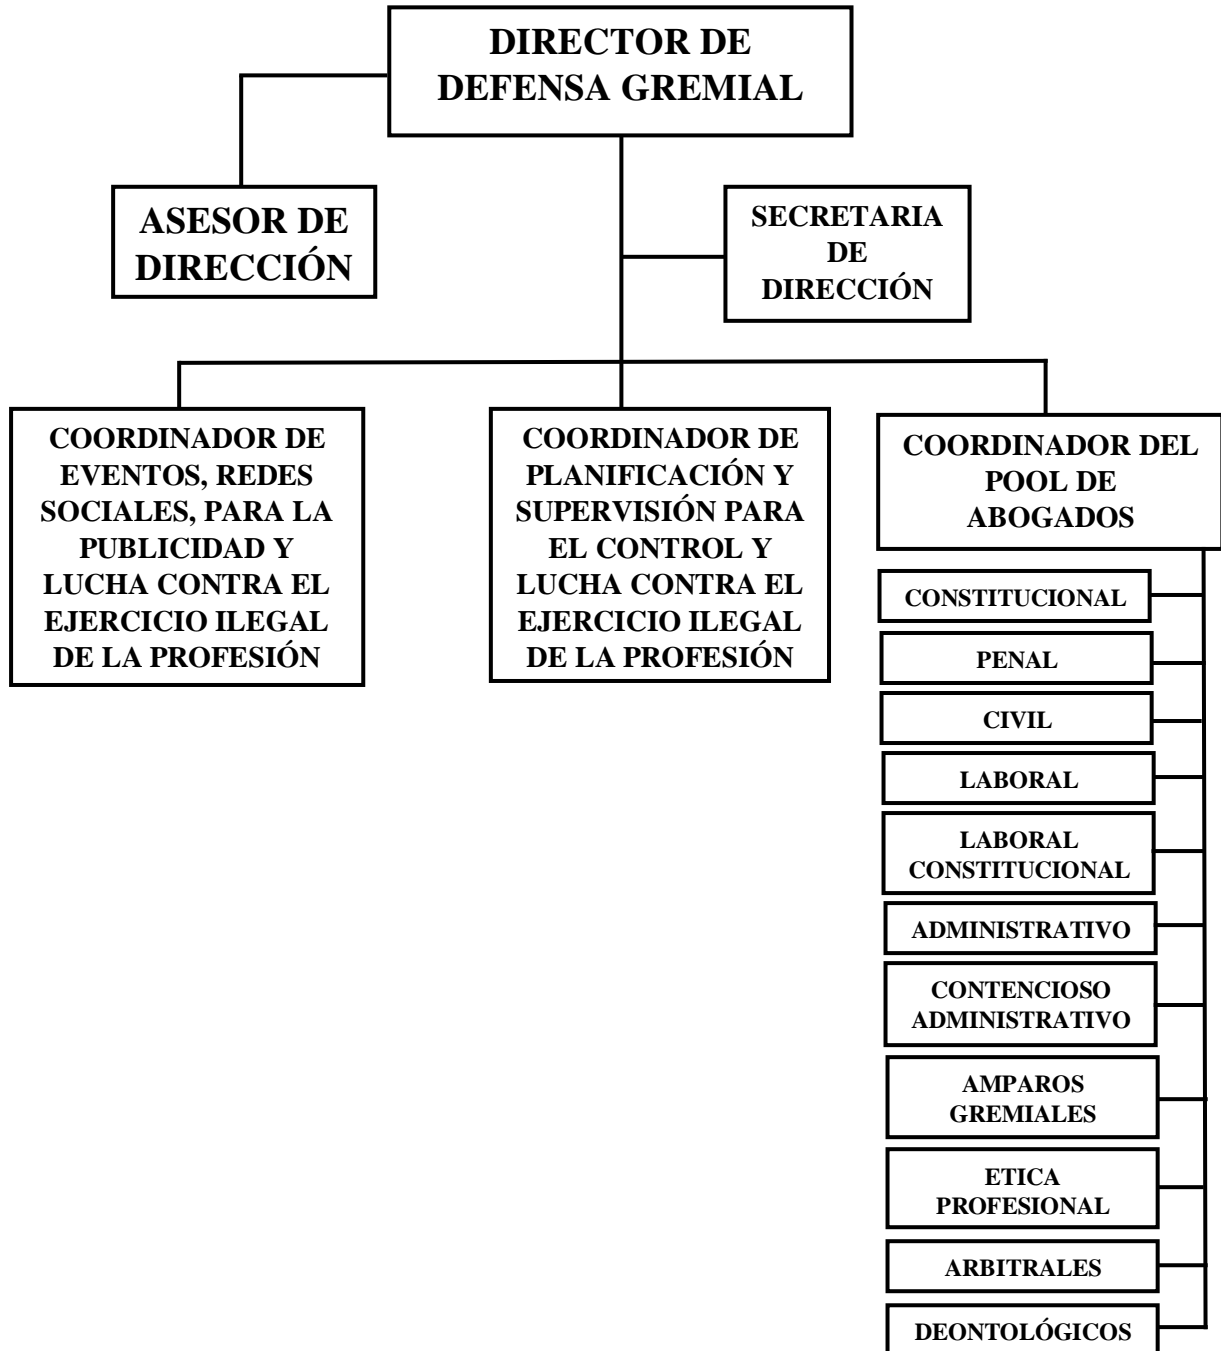 DIRECTOR DE
DEFENSA GREMIAL
ASESOR DE
DIRECCIÓN
SECRETARIA
DE
DIRECCIÓN
COORDINADOR DE
EVENTOS, REDES
SOCIALES, PARA LA
PUBLICIDAD Y
LUCHA CONTRA EL
EJERCICIO ILEGAL
DE LA PROFESIÓN
COORDINADOR DE
PLANIFICACIÓN Y
SUPERVISIÓN PARA
EL CONTROL Y
LUCHA CONTRA EL
EJERCICIO ILEGAL
DE LA PROFESIÓN
COORDINADOR DEL
POOL DE
ABOGADOS
CONSTITUCIONAL
PENAL
CIVIL
LABORAL
LABORAL
CONSTITUCIONAL
ADMINISTRATIVO
CONTENCIOSO
ADMINISTRATIVO
AMPAROS
GREMIALES
ETICA
PROFESIONAL
ARBITRALES
DEONTOLÓGICOS